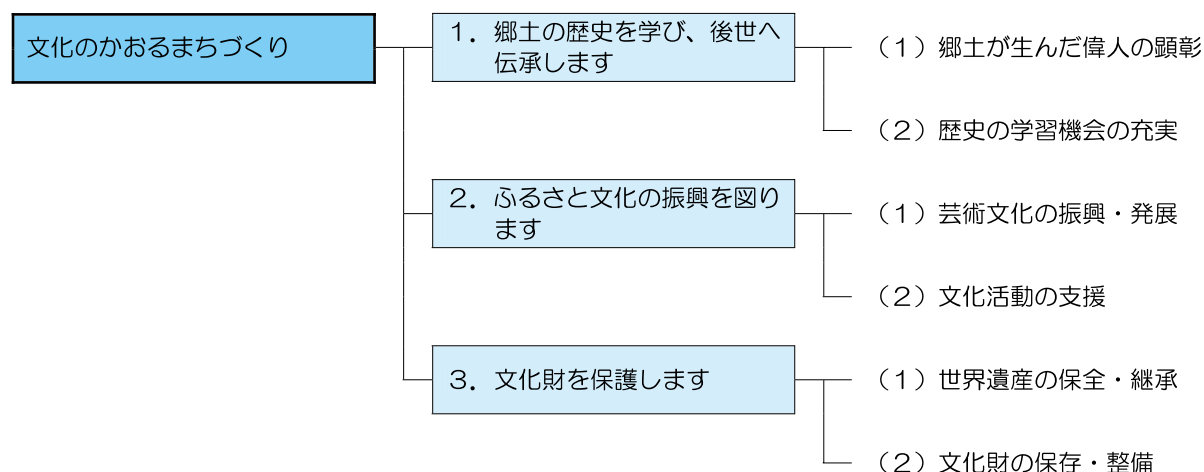 文化のかおるまちづくり
１．郷土の歴史を学び、後世へ
伝承します
（１）郷土が生んだ偉人の顕彰
（２）歴史の学習機会の充実
２．ふるさと文化の振興を図り
ます
（１）芸術文化の振興・発展
（２）文化活動の支援
３．文化財を保護します
（１）世界遺産の保全・継承
（２）文化財の保存・整備